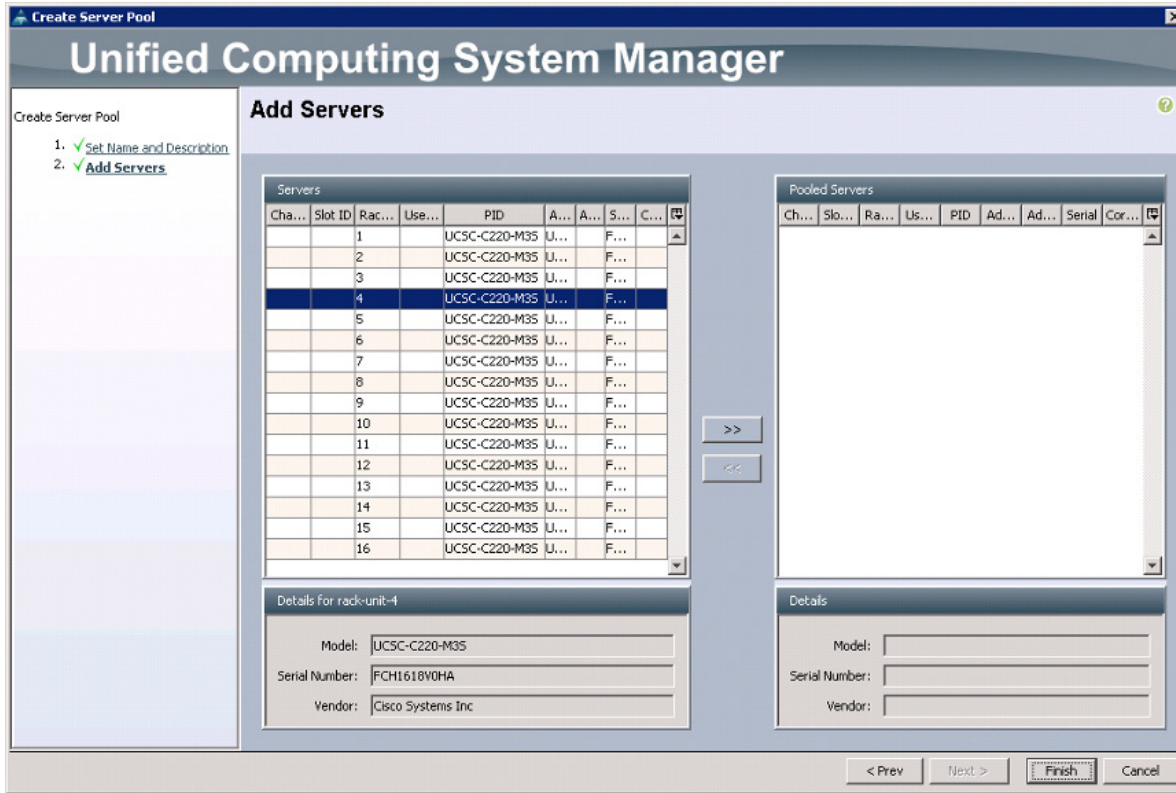 Create Server Pool
Unified Computing System Manager
Create Server Pool
1. Set Name and Description
2. Add Servers
Add Servers
Servers
Cha... Slot ID Rac... Use... PID A... A... S... C...
1 UCSC-C220-M3S U... F...
2 UCSC-C220-M3S U... F...
3 UCSC-C220-M3S U... F...
4 UCSC-C220-M3S U... F...
5 UCSC-C220-M3S U... F...
6 UCSC-C220-M3S U... F...
7 UCSC-C220-M3S U... F...
8 UCSC-C220-M3S U... F...
9 UCSC-C220-M3S U... F...
10 UCSC-C220-M3S U... F...
11 UCSC-C220-M3S U... F...
12 UCSC-C220-M3S U... F...
13 UCSC-C220-M3S U... F...
14 UCSC-C220-M3S U... F...
15 UCSC-C220-M3S U... F...
16 UCSC-C220-M3S U... F...
Details for rack-unit-4
Model: UCSC-C220-M3S
Serial Number: FCH1618V0HA
Vendor: Cisco Systems Inc
>>
<<
Pooled Servers
Ch... Slo... Ra... Us... PID Ad... Ad... Serial Cor...
Details
Model:
Serial Number:
Vendor:
< Prev Next > Finish Cancel